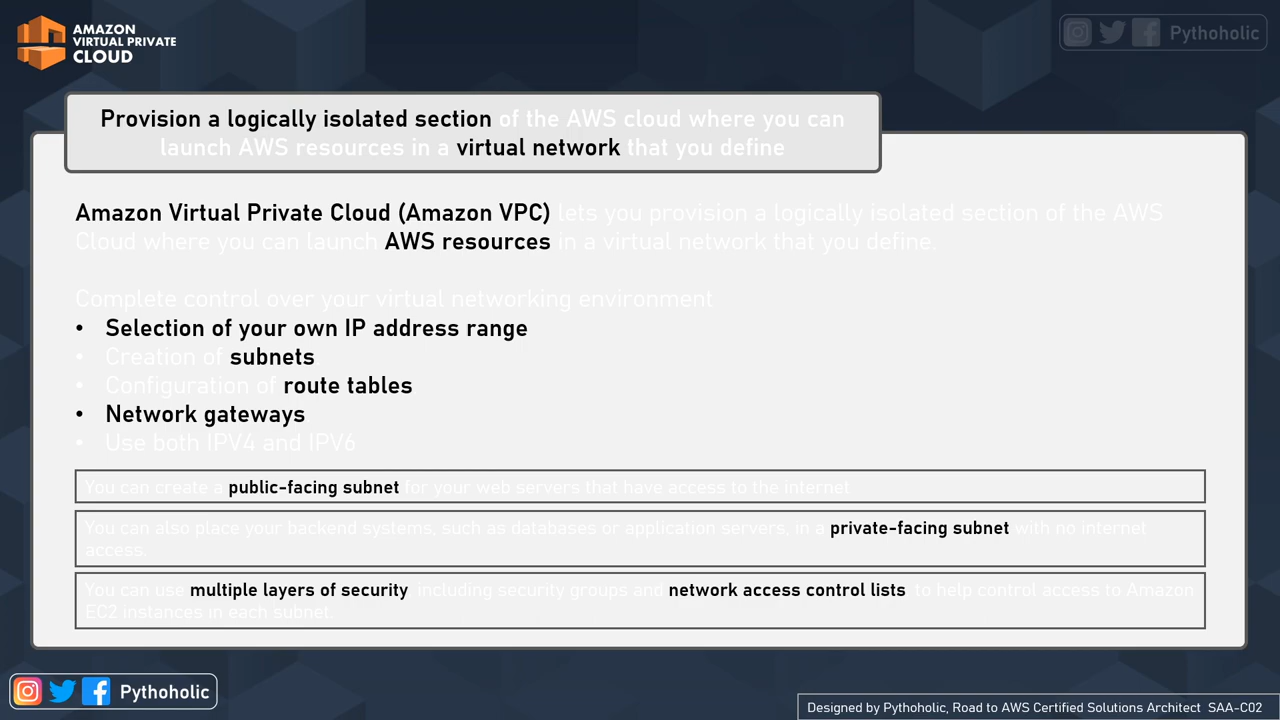 AMAZON
VIRTUAL PRIVATE
CLOUD
Pythoholic
Provision a logically isolated section of the AWS cloud where you can
launch AWS resources in a virtual network that you define
Amazon Virtual Private Cloud (Amazon VPC) lets you provision a logically isolated section of the AWS
Cloud where you can launch AWS resources in a virtual network that you define.
Complete control over your virtual networking environment
• Selection of your own IP address range
• Creation of subnets
• Configuration of route tables
• Network gateways
• Use both IPV4 and IPV6
You can create a public-facing subnet for your web servers that have access to the internet
You can also place your backend systems, such as databases or application servers, in a private-facing subnet with no internet
access.
You can use multiple layers of security, including security groups and network access control lists, to help control access to Amazon
EC2 instances in each subnet.
Pythoholic
Designed by Pythoholic, Road to AWS Certified Solutions Architect SAA-C02